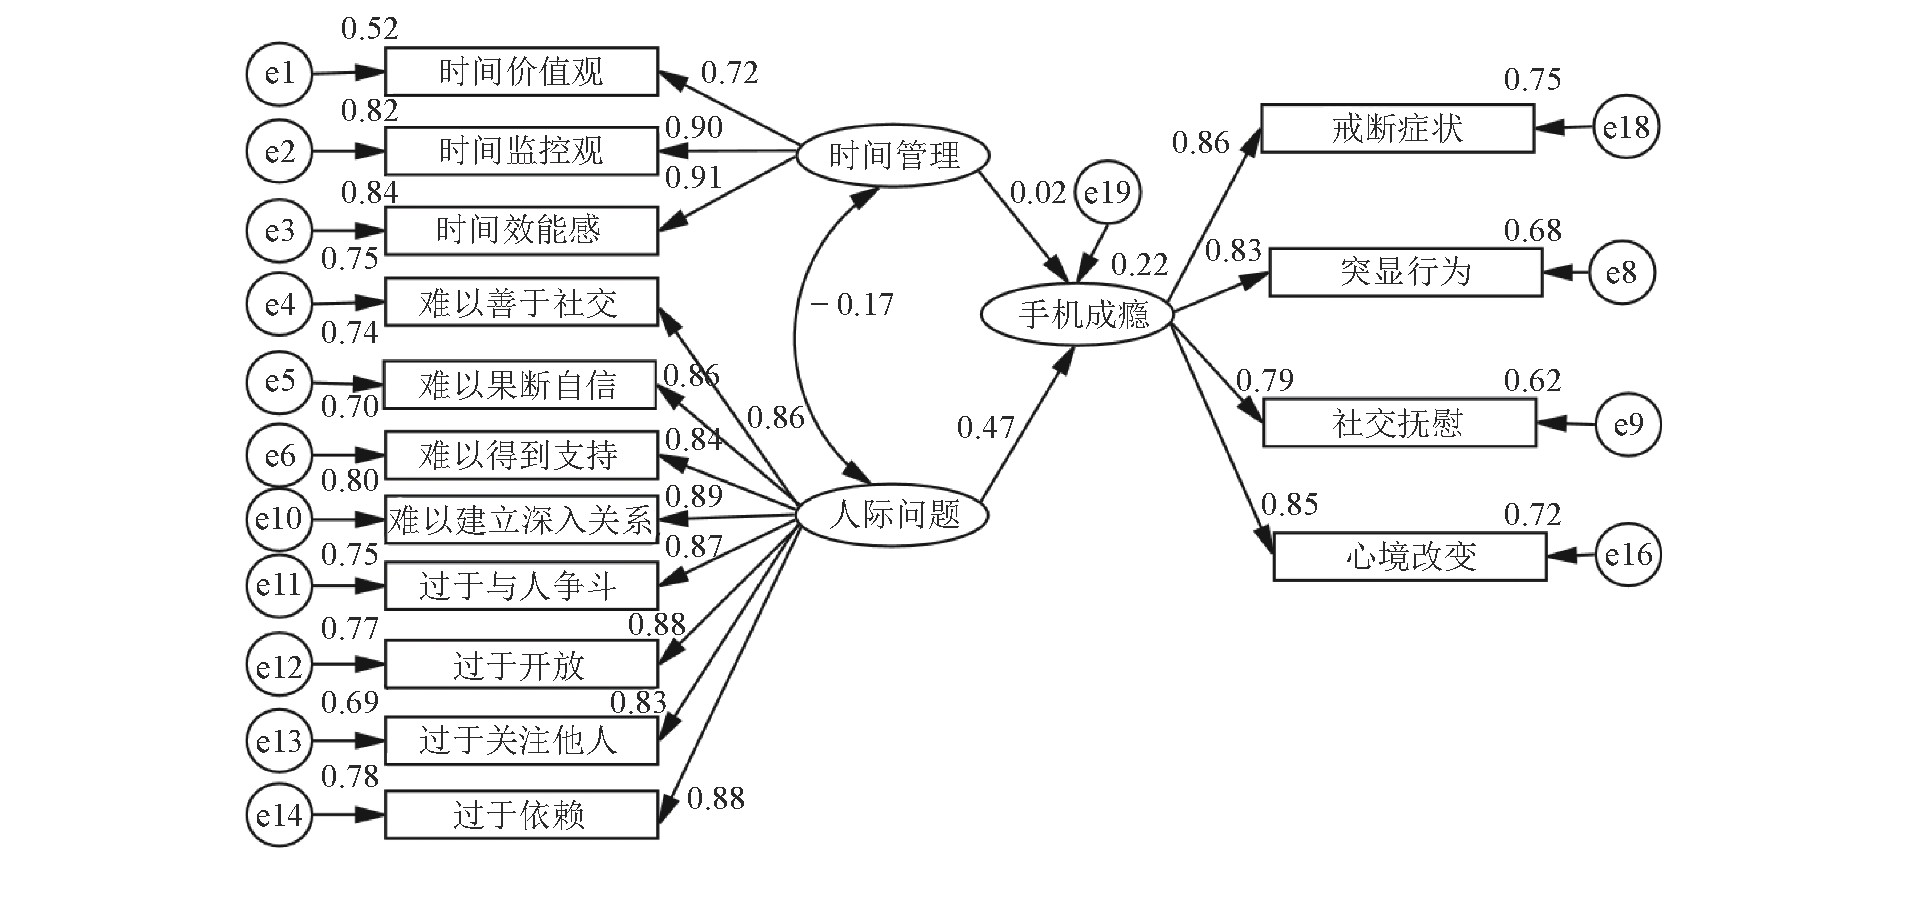 0.52
e1
时间价值观
0.72
0.82
e2
时间监控观
0.90
0.84
e3
时间效能感
0.91
0.75
e4
难以善于社交
0.86
0.74
e5
难以果断自信
0.86
0.70
e6
难以得到支持
0.84
0.80
e10
难以建立深入关系
0.89
0.75
e11
过于与人争斗
0.87
0.77
e12
过于开放
0.88
0.69
e13
过于关注他人
0.83
0.78
e14
过于依赖
0.88
时间管理
-0.17
人际问题
0.02
e19
0.22
手机成瘾
0.47
0.86
0.75
戒断症状
e18
0.83
0.68
突显行为
e8
0.79
0.62
社交抚慰
e9
0.85
0.72
心境改变
e16